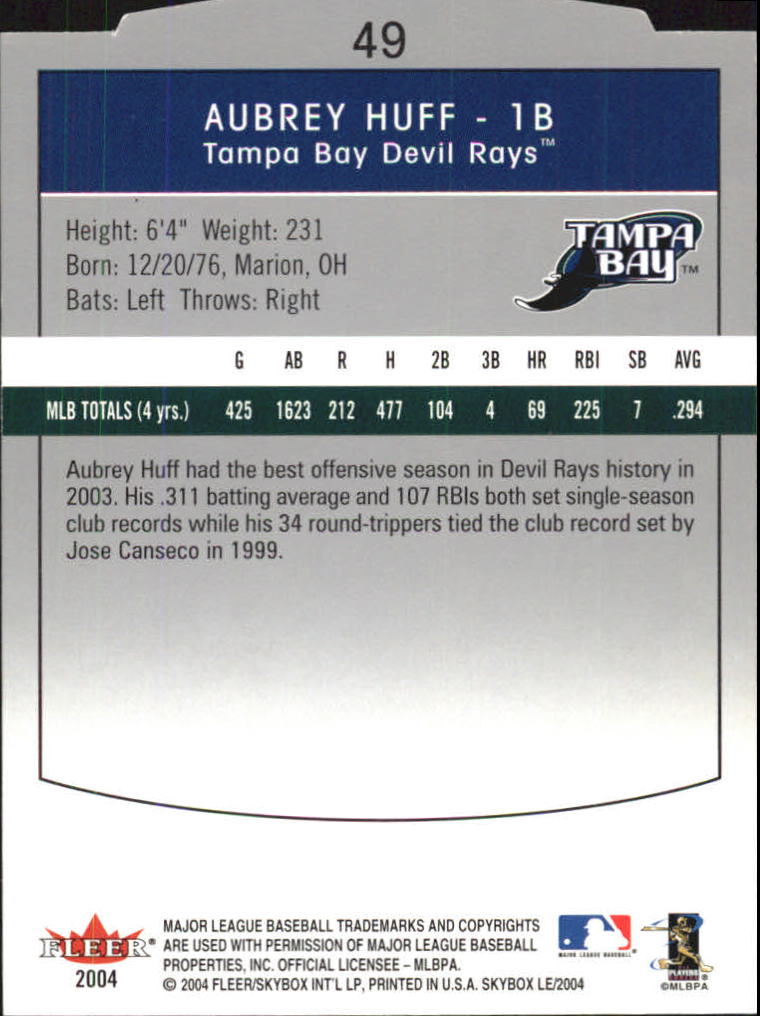 49
AUBREY HUFF - 1B
Tampa Bay Devil Rays™
Height: 6'4" Weight: 231
Born: 12/20/76, Marion, OH
Bats: Left Throws: Right
TAMPA
BAY™
G AB R H 2B 3B HR RBI SB AVG
MLB TOTALS (4 yrs.) 425 1623 212 477 104 4 69 225 7 .294
Aubrey Huff had the best offensive season in Devil Rays history in
2003. His .311 batting average and 107 RBIs both set single-season
club records while his 34 round-trippers tied the club record set by
Jose Canseco in 1999.
FLEER®
2004
MAJOR LEAGUE BASEBALL TRADEMARKS AND COPYRIGHTS
ARE USED WITH PERMISSION OF MAJOR LEAGUE BASEBALL
PROPERTIES, INC. OFFICIAL LICENSEE – MLBPA.
© 2004 FLEER/SKYBOX INT'L LP, PRINTED IN U.S.A. SKYBOX LE/2004
MAJOR LEAGUE BASEBALL®
PLAYERS
©MLBPA